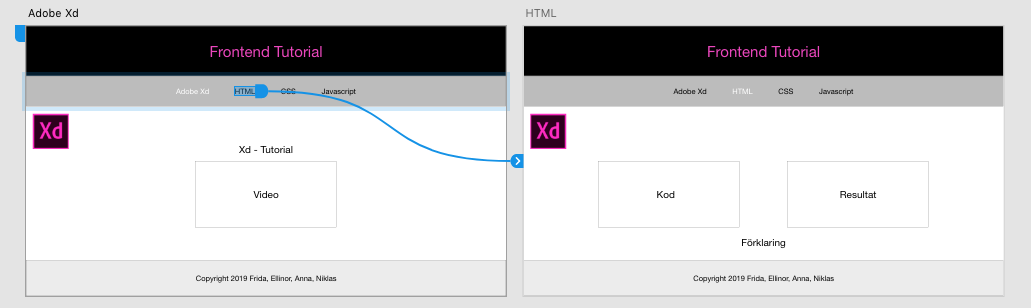 Adobe Xd
Frontend Tutorial
Adobe Xd HTML CSS Javascript
Xd
Xd - Tutorial
Video
Copyright 2019 Frida, Ellinor, Anna, Niklas
HTML
Frontend Tutorial
Adobe Xd HTML CSS Javascript
Xd
Kod Resultat
Förklaring
Copyright 2019 Frida, Ellinor, Anna, Niklas